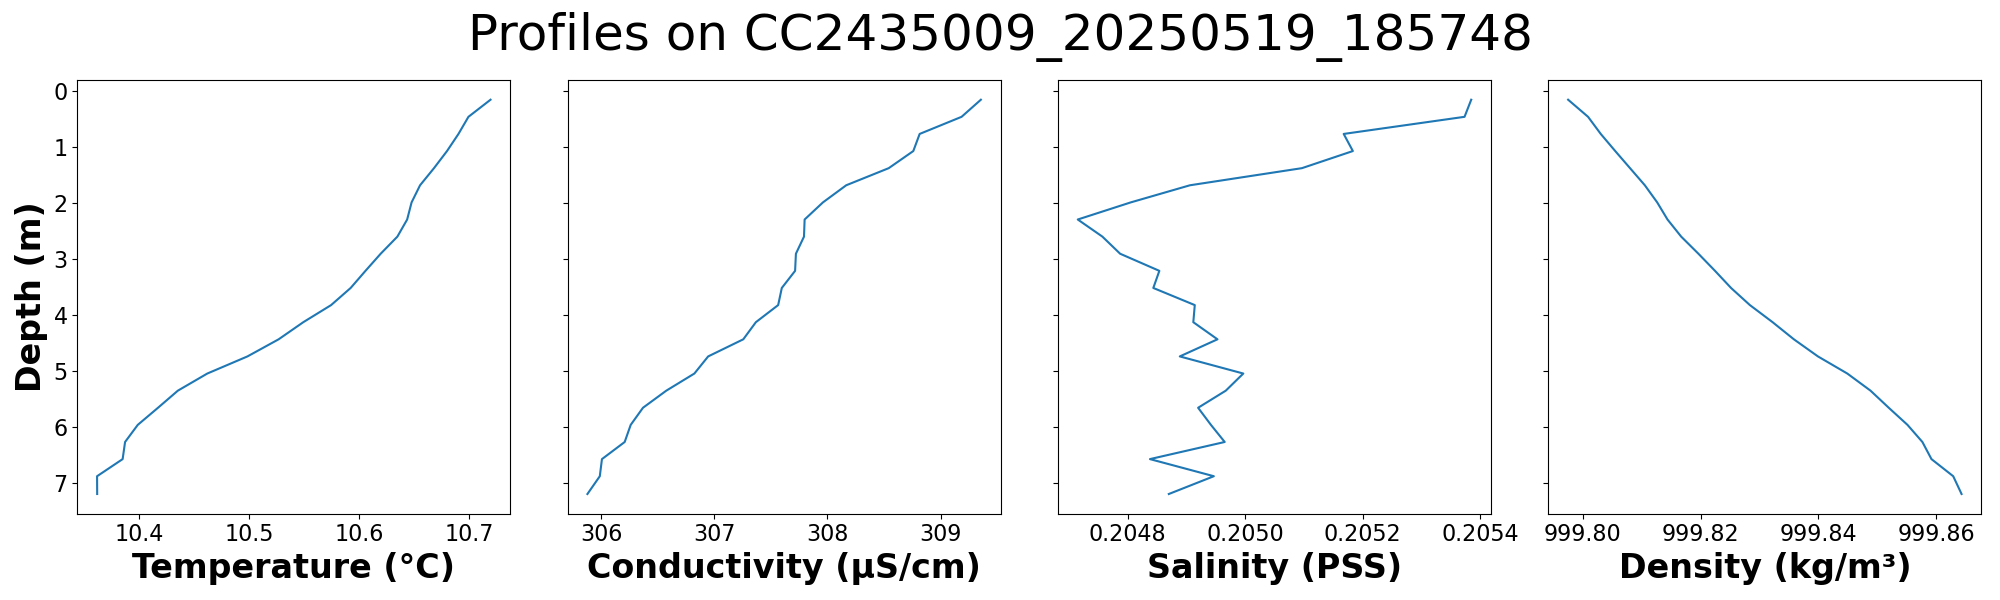 Profiles on CC2435009_20250519_185748
Depth (m)
0
1
2
3
4
5
6
7
10.4 10.5 10.6 10.7
Temperature (°C)
306 307 308 309
Conductivity (µS/cm)
0.2048 0.2050 0.2052 0.2054
Salinity (PSS)
999.80 999.82 999.84 999.86
Density (kg/m³)